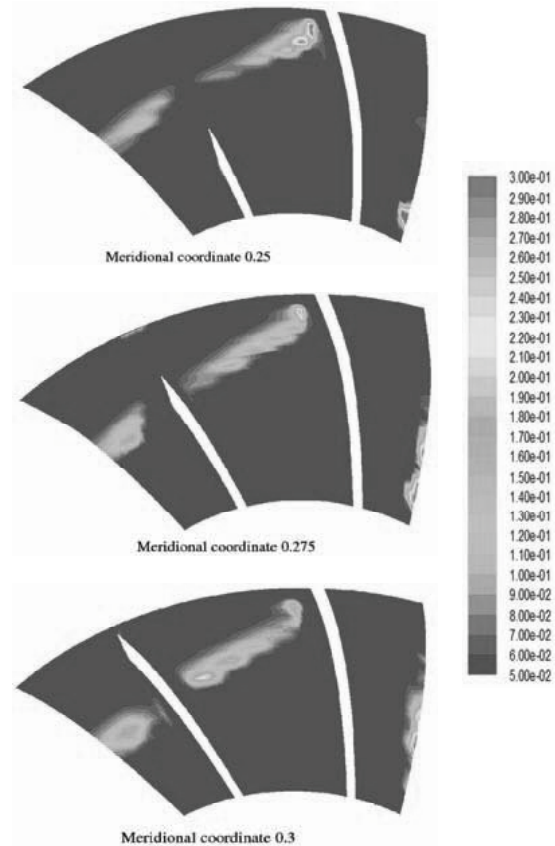 Meridional coordinate 0.25
Meridional coordinate 0.275
Meridional coordinate 0.3
3.00e-01
2.90e-01
2.80e-01
2.70e-01
2.60e-01
2.50e-01
2.40e-01
2.30e-01
2.20e-01
2.10e-01
2.00e-01
1.90e-01
1.80e-01
1.70e-01
1.60e-01
1.50e-01
1.40e-01
1.30e-01
1.20e-01
1.10e-01
1.00e-01
9.00e-02
8.00e-02
7.00e-02
6.00e-02
5.00e-02